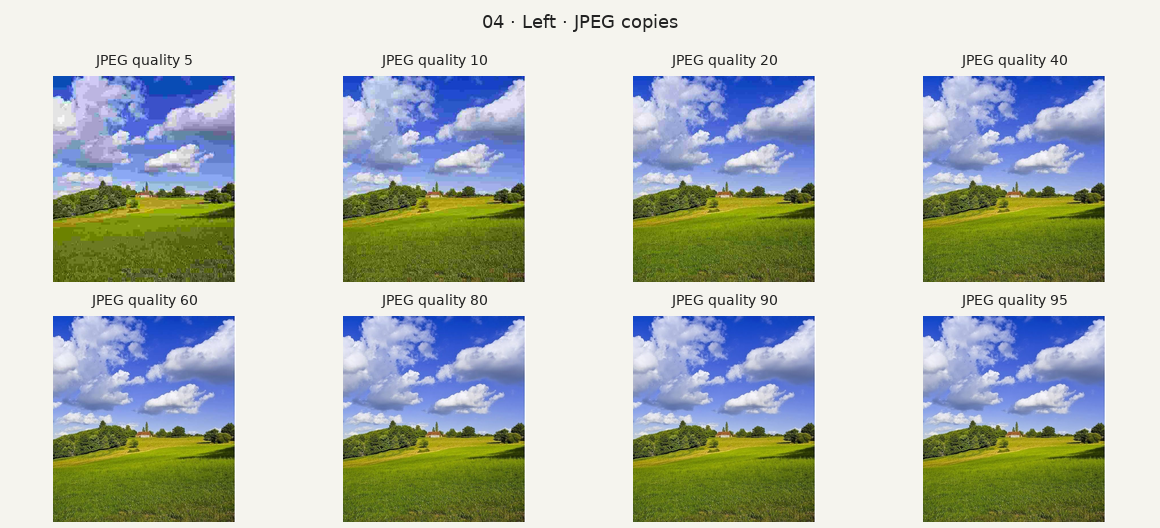 04 · Left · JPEG copies
JPEG quality 5
JPEG quality 10
JPEG quality 20
JPEG quality 40
JPEG quality 60
JPEG quality 80
JPEG quality 90
JPEG quality 95